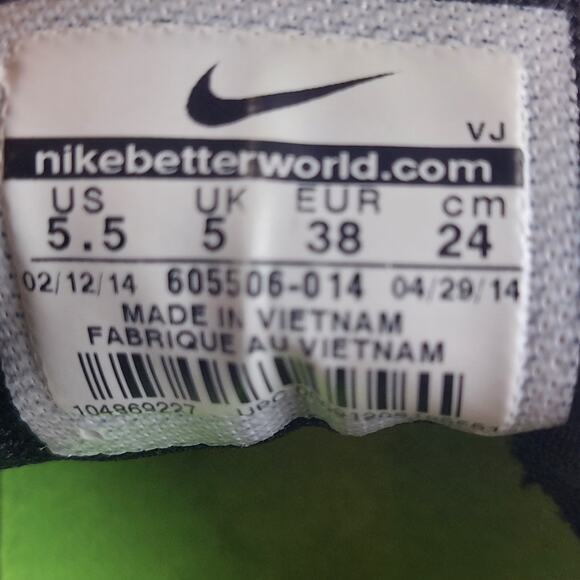 VJ
nikebetterworld.com
US UK EUR cm
5.5 5 38 24
02/12/14 605506-014 04/29/14
MADE IN VIETNAM
FABRIQUE AU VIETNAM
104969227